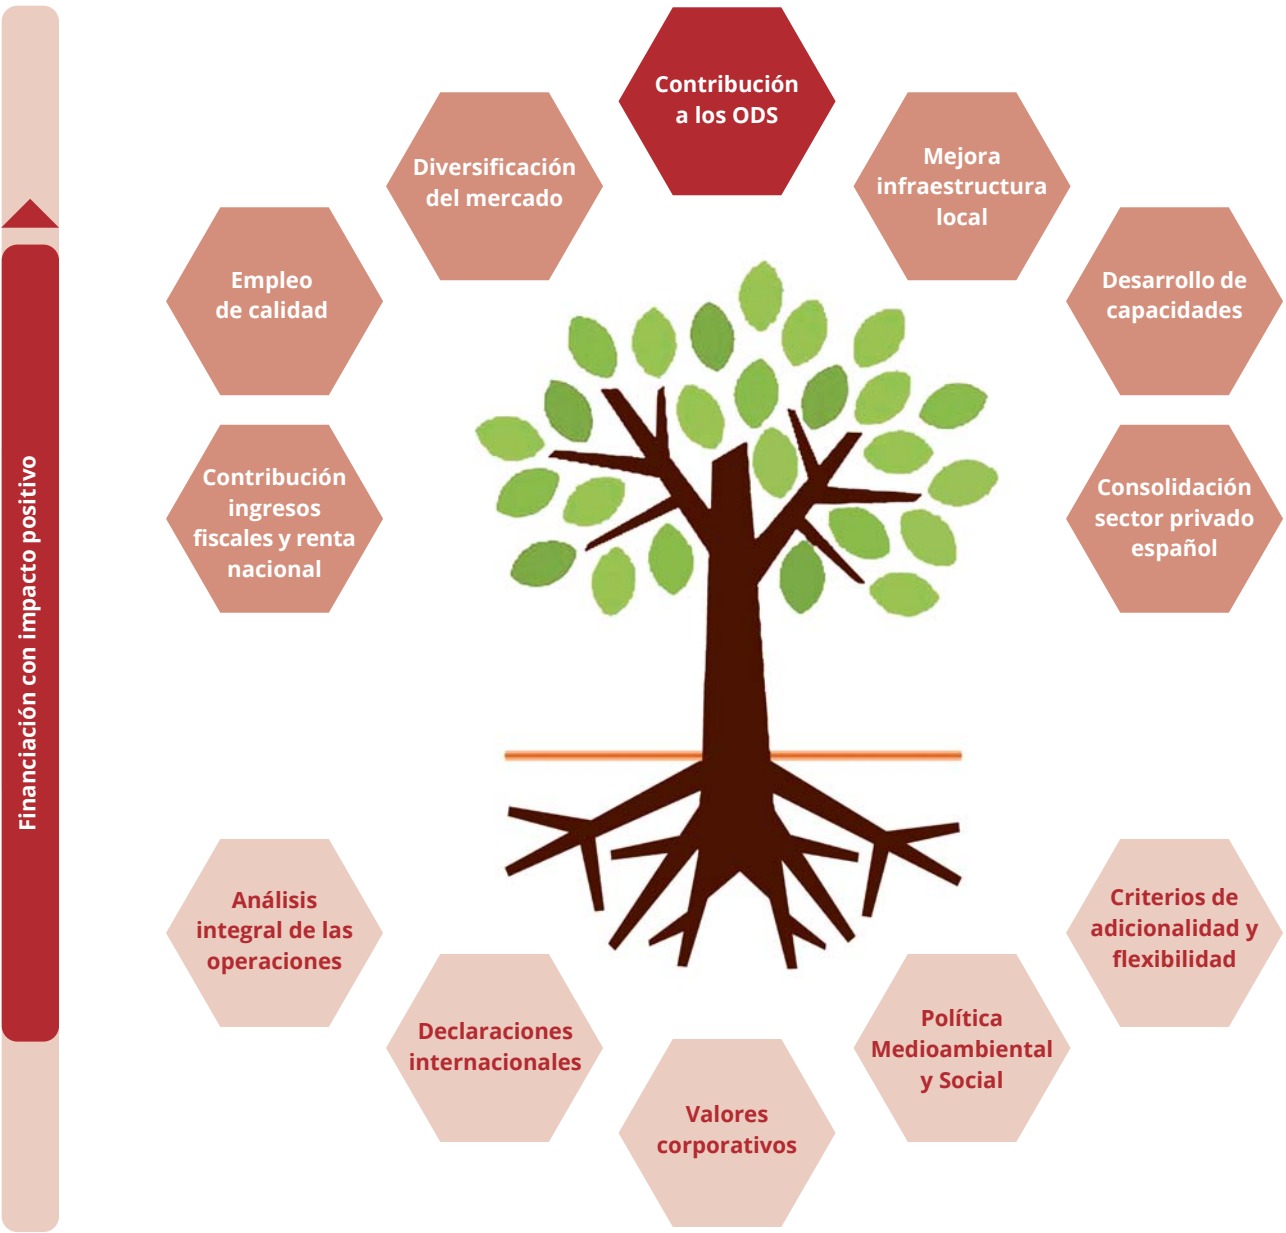 Contribución
a los ODS
Diversificación
del mercado
Mejora
infraestructura
local
Empleo
de calidad
Desarrollo de
capacidades
Contribución
ingresos
fiscales y renta
nacional
Consolidación
sector privado
español
Financiación con impacto positivo
Análisis
integral de las
operaciones
Criterios de
adicionalidad y
flexibilidad
Declaraciones
internacionales
Política
Medioambiental
y Social
Valores
corporativos